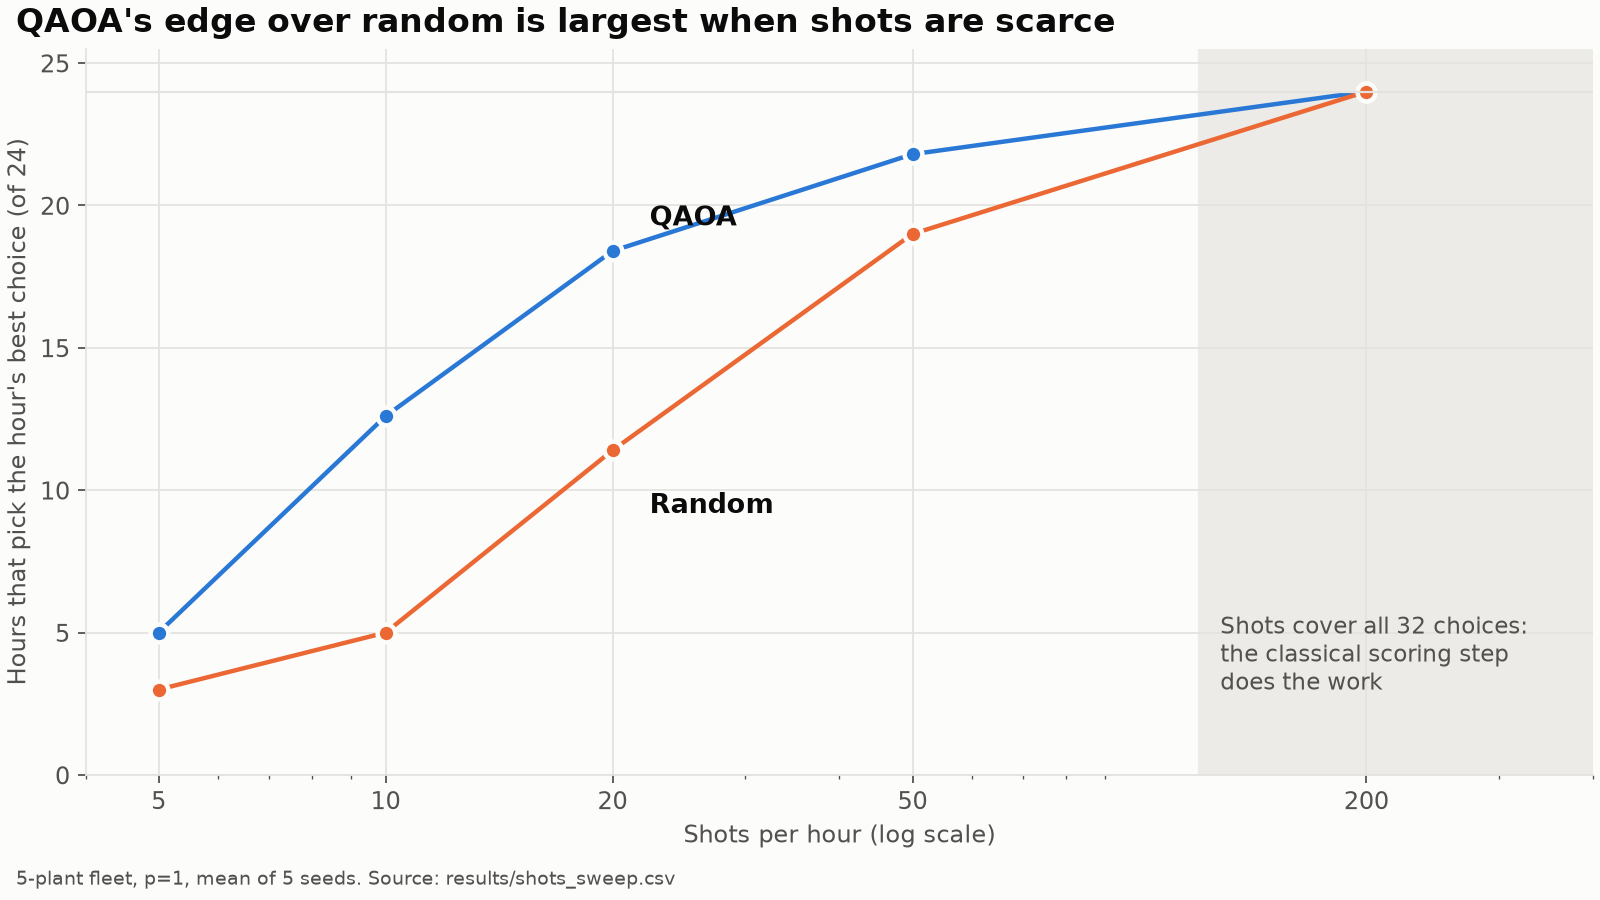 QAOA's edge over random is largest when shots are scarce
Hours that pick the hour's best choice (of 24)
25
20
15
10
5
0
QAOA
Random
Shots cover all 32 choices:
the classical scoring step
does the work
5 10 20 50 200
Shots per hour (log scale)
5-plant fleet, p=1, mean of 5 seeds. Source: results/shots_sweep.csv